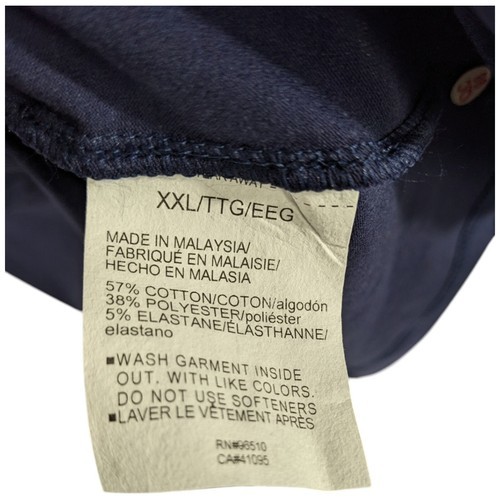 XXL/TTG/EEG
MADE IN MALAYSIA/
FABRIQUÉ EN MALAISIE/
HECHO EN MALASIA
57% COTTON/COTON/algodón
38% POLYESTER/poliéster
5% ELASTANE/ÉLASTHANNE/
elastano
■WASH GARMENT INSIDE
OUT. WITH LIKE COLORS.
DO NOT USE SOFTENERS
■LAVER LE VÊTEMENT APRÈS
RN#96510
CA#41095